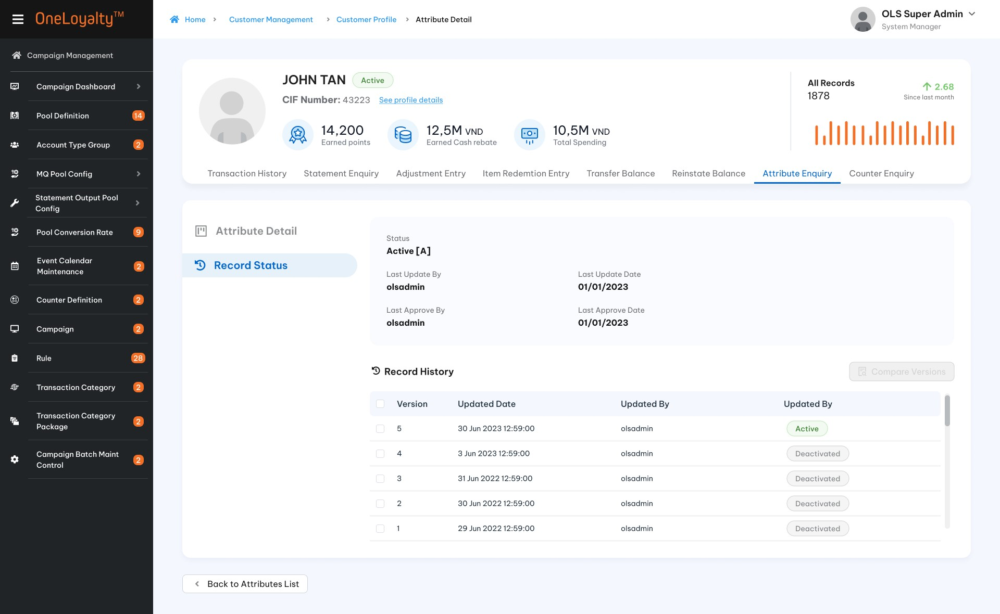 OneLoyalty™
Home
Customer Management
Customer Profile
Attribute Detail
OLS Super Admin
System Manager
Campaign Management
Campaign Dashboard
Pool Definition
14
Account Type Group
2
MQ Pool Config
Statement Output Pool
Config
Pool Conversion Rate
9
Event Calendar
Maintenance
2
Counter Definition
2
Campaign
2
Rule
28
Transaction Category
2
Transaction Category
Package
2
Campaign Batch Maint
Control
2
JOHN TAN
Active
CIF Number: 43223
See profile details
14,200
Earned points
12,5M VND
Earned Cash rebate
10,5M VND
Total Spending
All Records
1878
2.68
Since last month
Transaction History
Statement Enquiry
Adjustment Entry
Item Redemtion Entry
Transfer Balance
Reinstate Balance
Attribute Enquiry
Counter Enquiry
Attribute Detail
Record Status
Status
Active [A]
Last Update By
olsadmin
Last Update Date
01/01/2023
Last Approve By
olsadmin
Last Approve Date
01/01/2023
Record History
Compare Versions
Version Updated Date Updated By Updated By
5 30 Jun 2023 12:59:00 olsadmin Active
4 3 Jun 2023 12:59:00 olsadmin Deactivated
3 31 Jun 2022 12:59:00 olsadmin Deactivated
2 30 Jun 2022 12:59:00 olsadmin Deactivated
1 29 Jun 2022 12:59:00 olsadmin Deactivated
Back to Attributes List